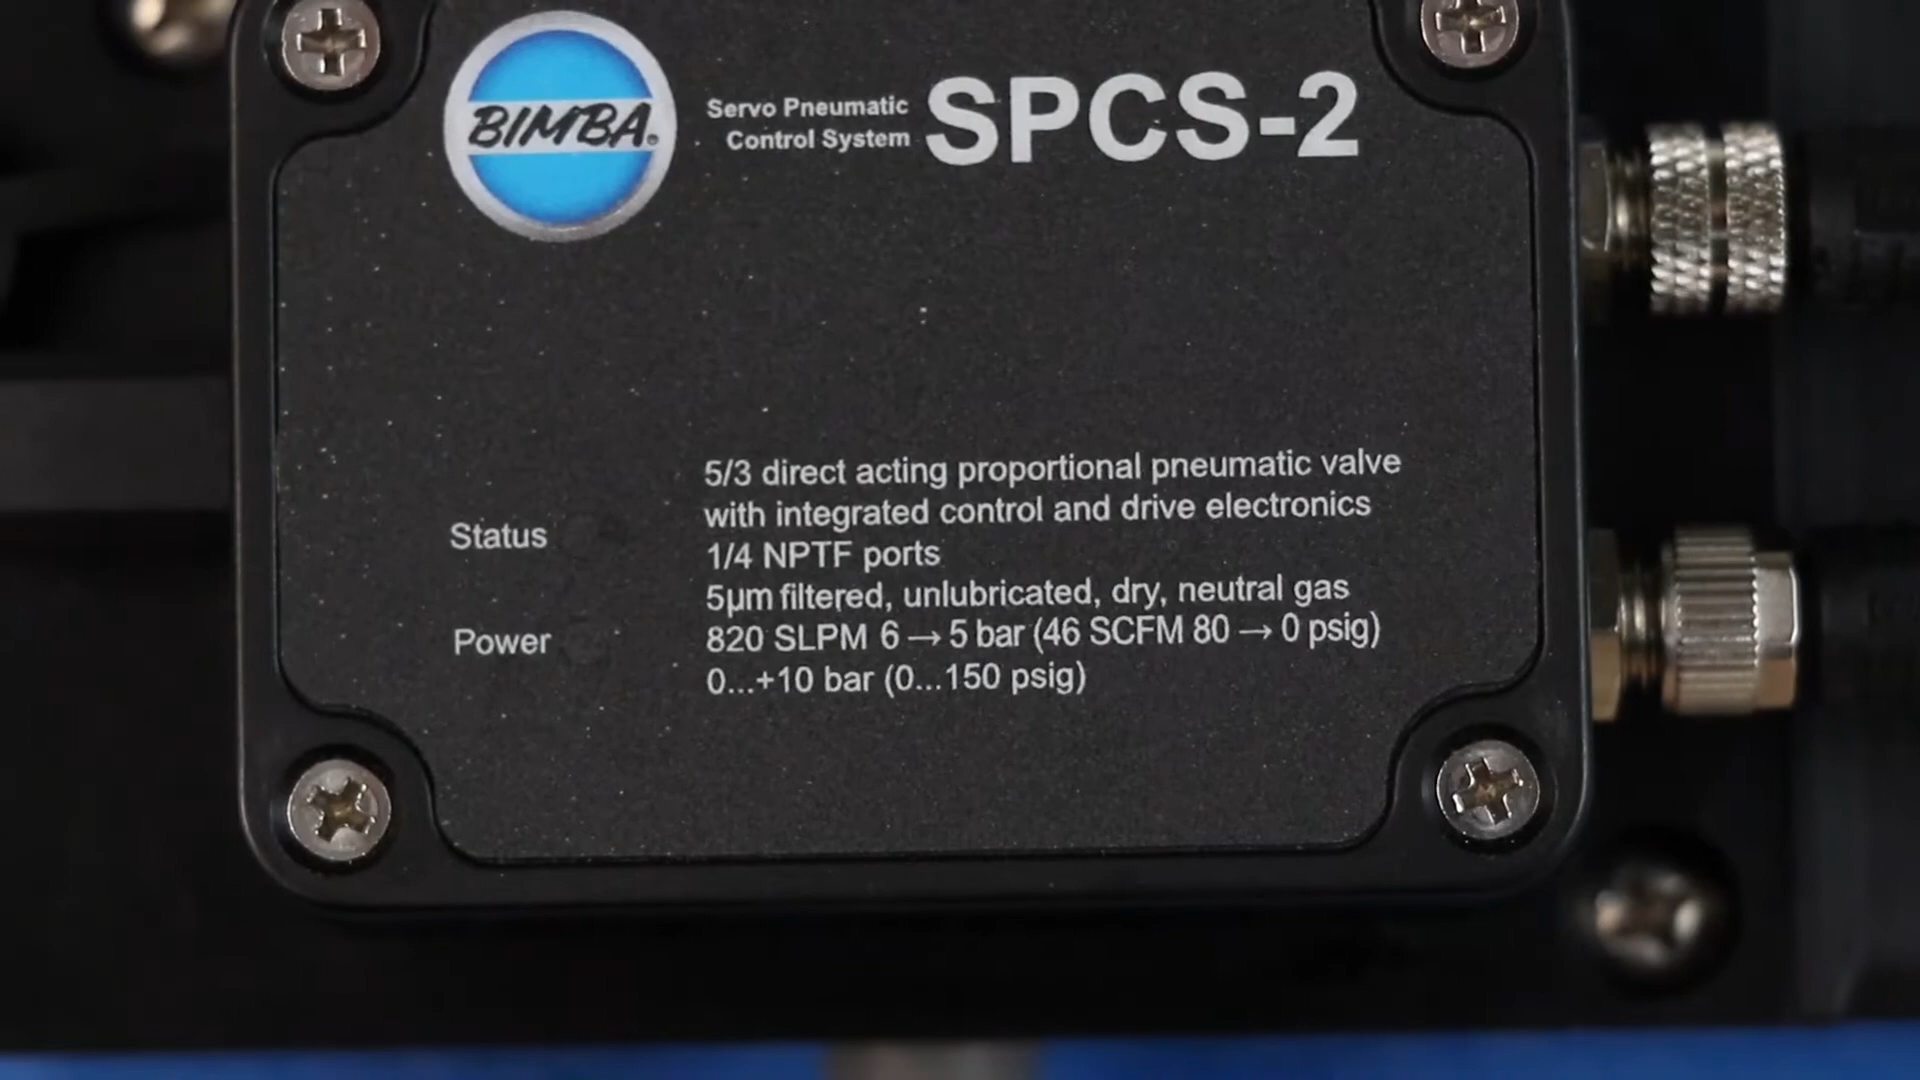 BIMBA®
Servo Pneumatic
Control System
SPCS-2
5/3 direct acting proportional pneumatic valve
with integrated control and drive electronics
1/4 NPTF ports
5µm filtered, unlubricated, dry, neutral gas
820 SLPM 6 → 5 bar (46 SCFM 80 → 0 psig)
0...+10 bar (0...150 psig)
Status
Power